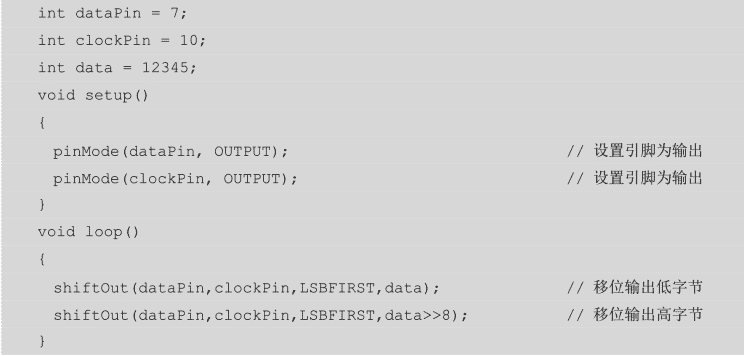 int dataPin = 7;
int clockPin = 10;
int data = 12345;
void setup()
{
pinMode(dataPin, OUTPUT); // 设置引脚为输出
pinMode(clockPin, OUTPUT); // 设置引脚为输出
}
void loop()
{
shiftOut(dataPin,clockPin,LSBFIRST,data); // 移位输出低字节
shiftOut(dataPin,clockPin,LSBFIRST,data>>8); // 移位输出高字节
}